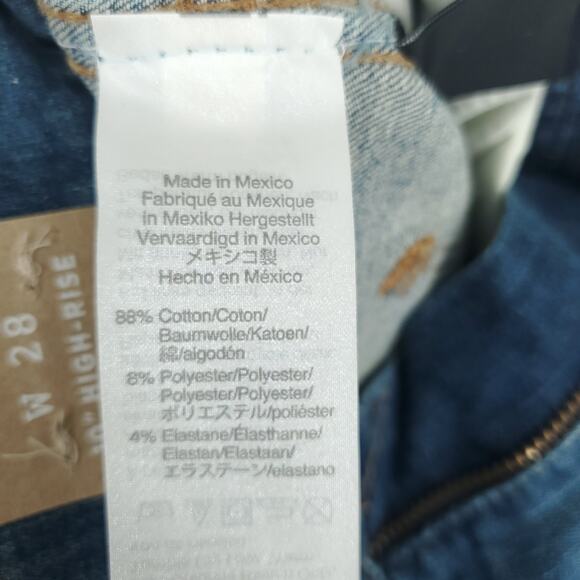 Made in Mexico
Fabriqué au Mexique
in Mexiko Hergestellt
Vervaardigd in Mexico
メキシコ製
Hecho en México
88% Cotton/Coton/
Baumwolle/Katoen/
綿/algodón
8% Polyester/Polyester/
Polyester/Polyester/
ポリエステル/poliéster
4% Elastane/Élasthanne/
Elastan/Elastaan/
エラステーン/elastano
W 28
10" HIGH-RISE